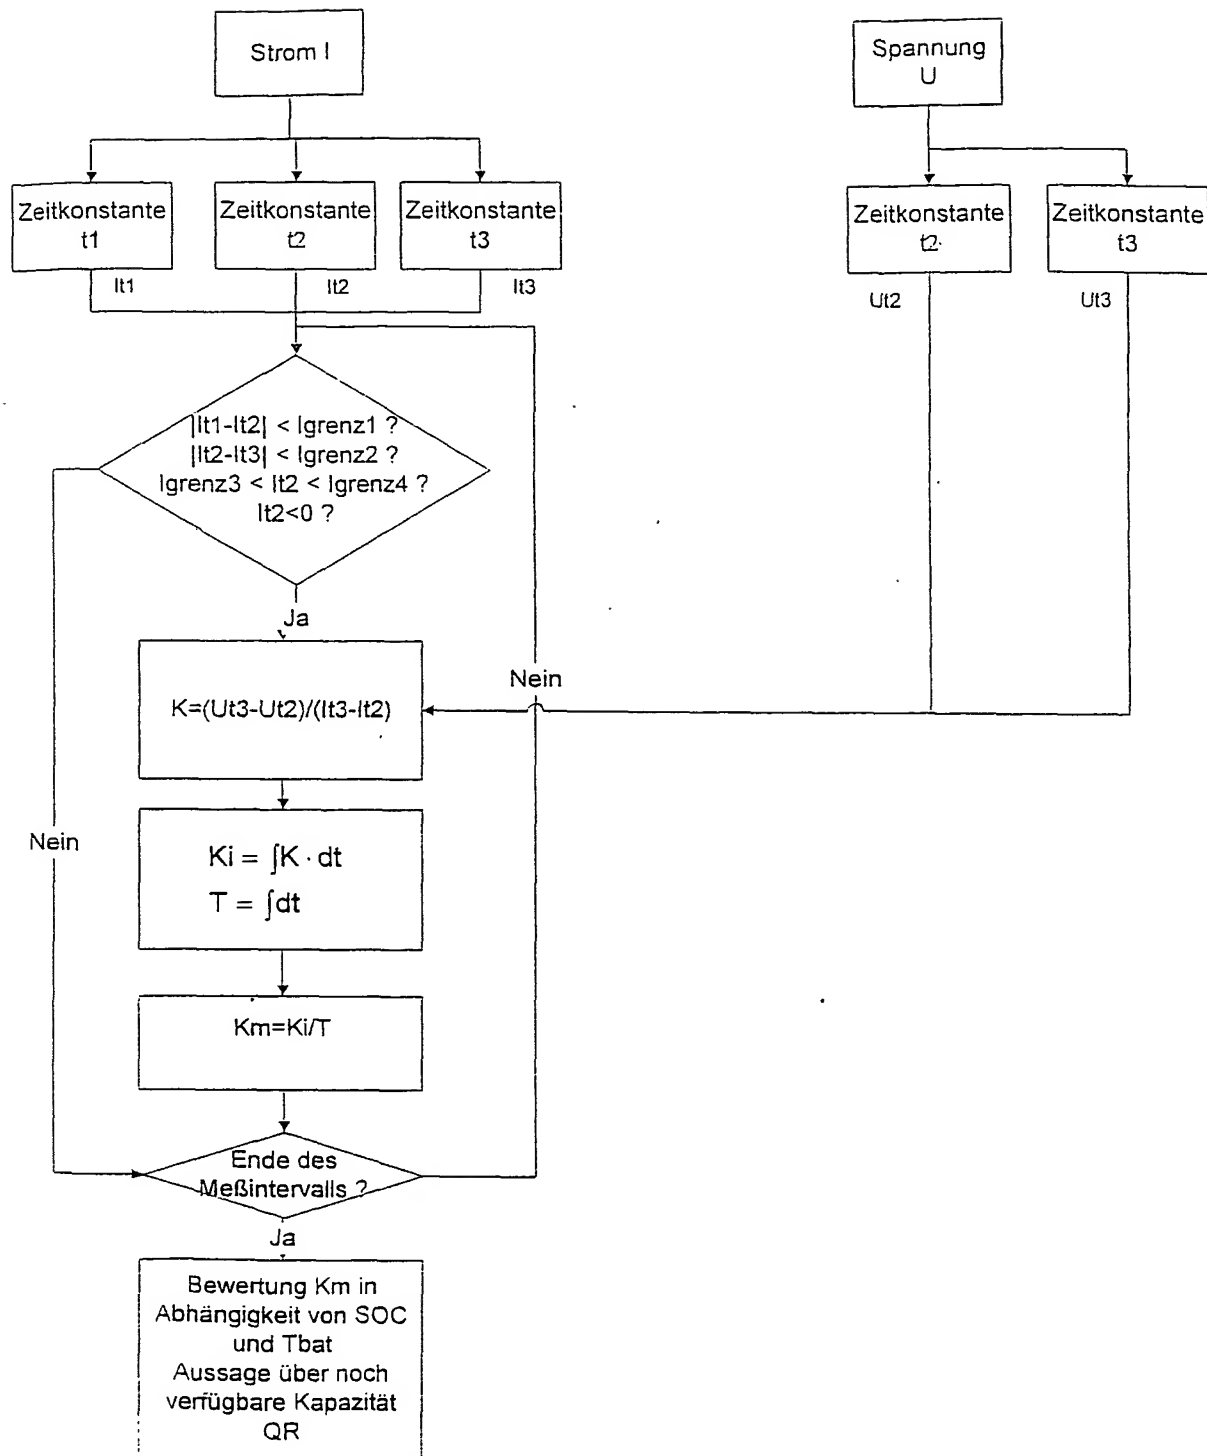 Strom I
Spannung
U
Zeitkonstante
t1
Zeitkonstante
t2
Zeitkonstante
t3
Zeitkonstante
t2
Zeitkonstante
t3
It1
It2
It3
Ut2
Ut3
|It1-It2| < Igrenz1 ?
|It2-It3| < Igrenz2 ?
Igrenz3 < It2 < Igrenz4 ?
It2<0 ?
Ja
Nein
K=(Ut3-Ut2)/(It3-It2)
Nein
Ki = ∫K · dt
T = ∫dt
Km=Ki/T
Ende des
Meßintervalls ?
Ja
Bewertung Km in
Abhängigkeit von SOC
und Tbat
Aussage über noch
verfügbare Kapazität
QR